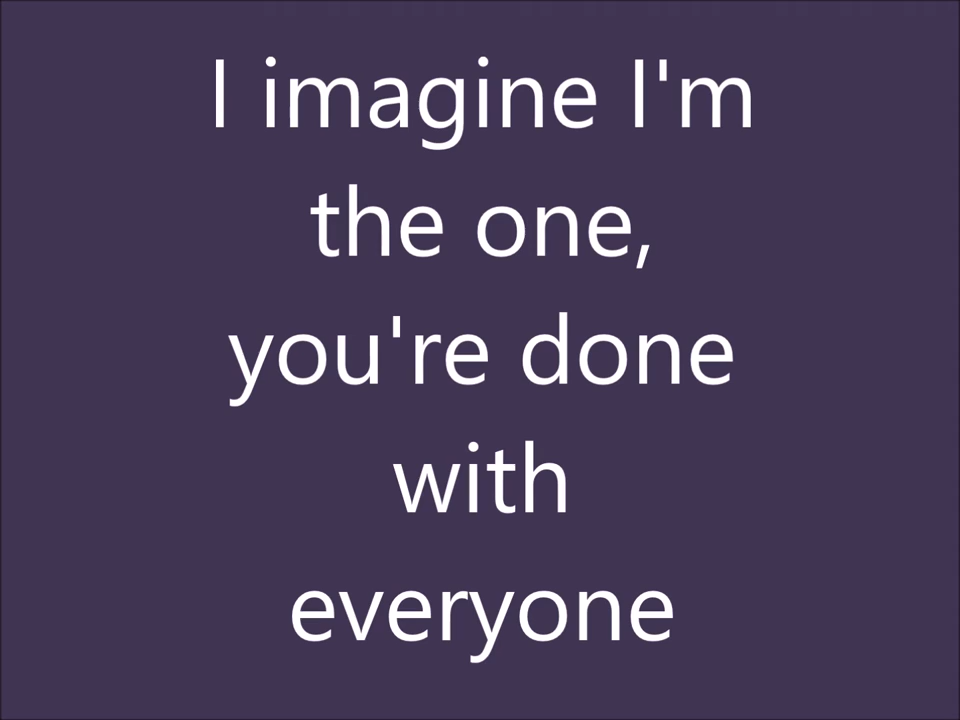 I imagine I'm
the one,
you're done
with
everyone